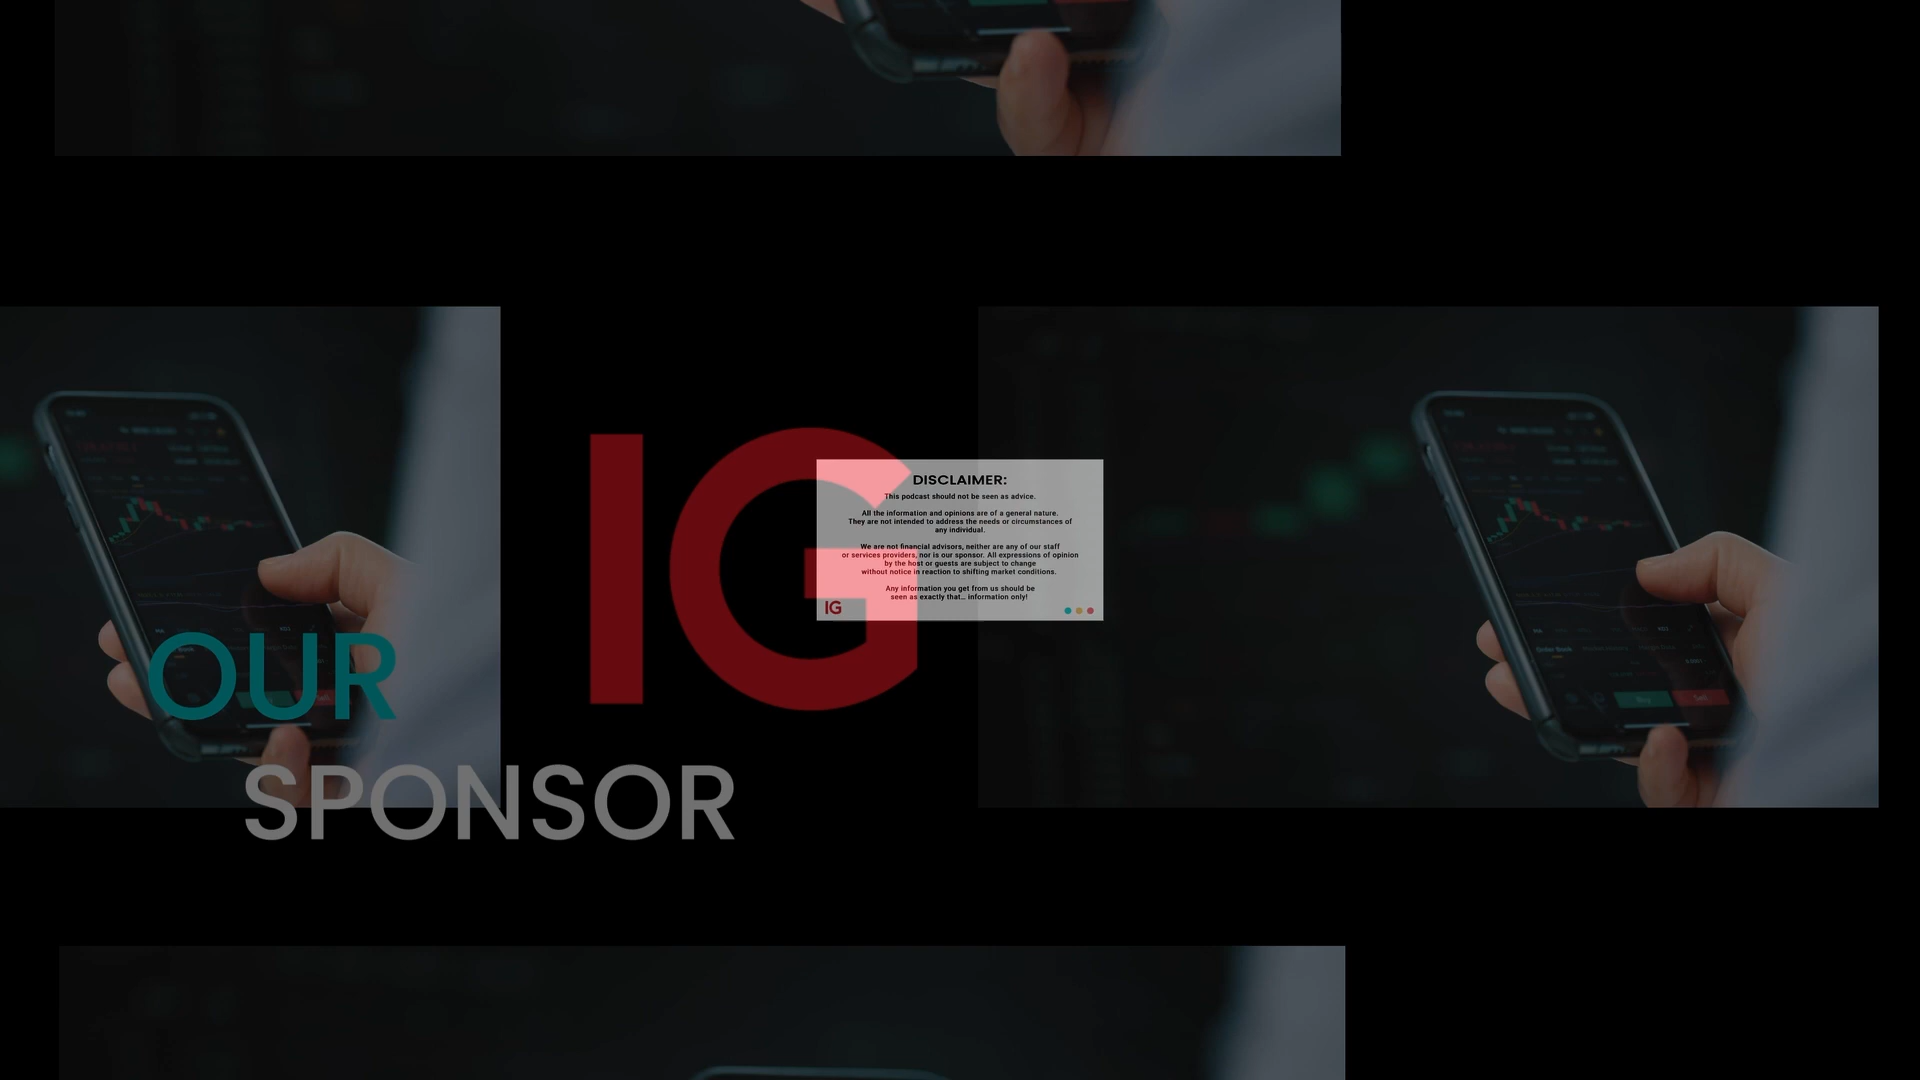 IG
DISCLAIMER:
This podcast should not be seen as advice.
All the information and opinions are of a general nature.
They are not intended to address the needs or circumstances of
any individual.
We are not financial advisors, neither are any of our staff
or services providers, nor is our sponsor. All expressions of opinion
by the host or guests are subject to change
without notice in reaction to shifting market conditions.
Any information you get from us should be
seen as exactly that... information only!
IG
OUR
SPONSOR
Order Book
Buy
Sell